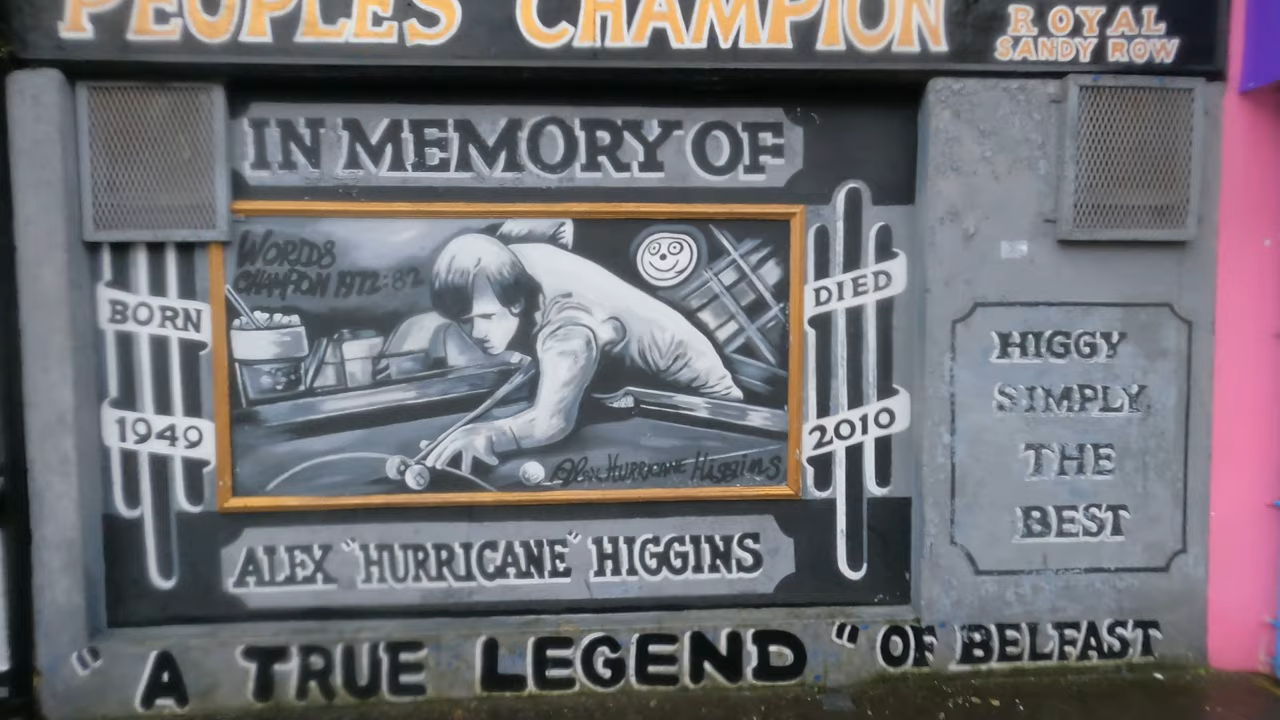 PEOPLES CHAMPION
ROYAL
SANDY ROW
IN MEMORY OF
WORLDS
CHAMPION 1972:82
BORN
1949
DIED
2010
Alex HURRICANE HIGGINS
HIGGY
SIMPLY
THE
BEST
ALEX "HURRICANE" HIGGINS
"A TRUE LEGEND" OF BELFAST